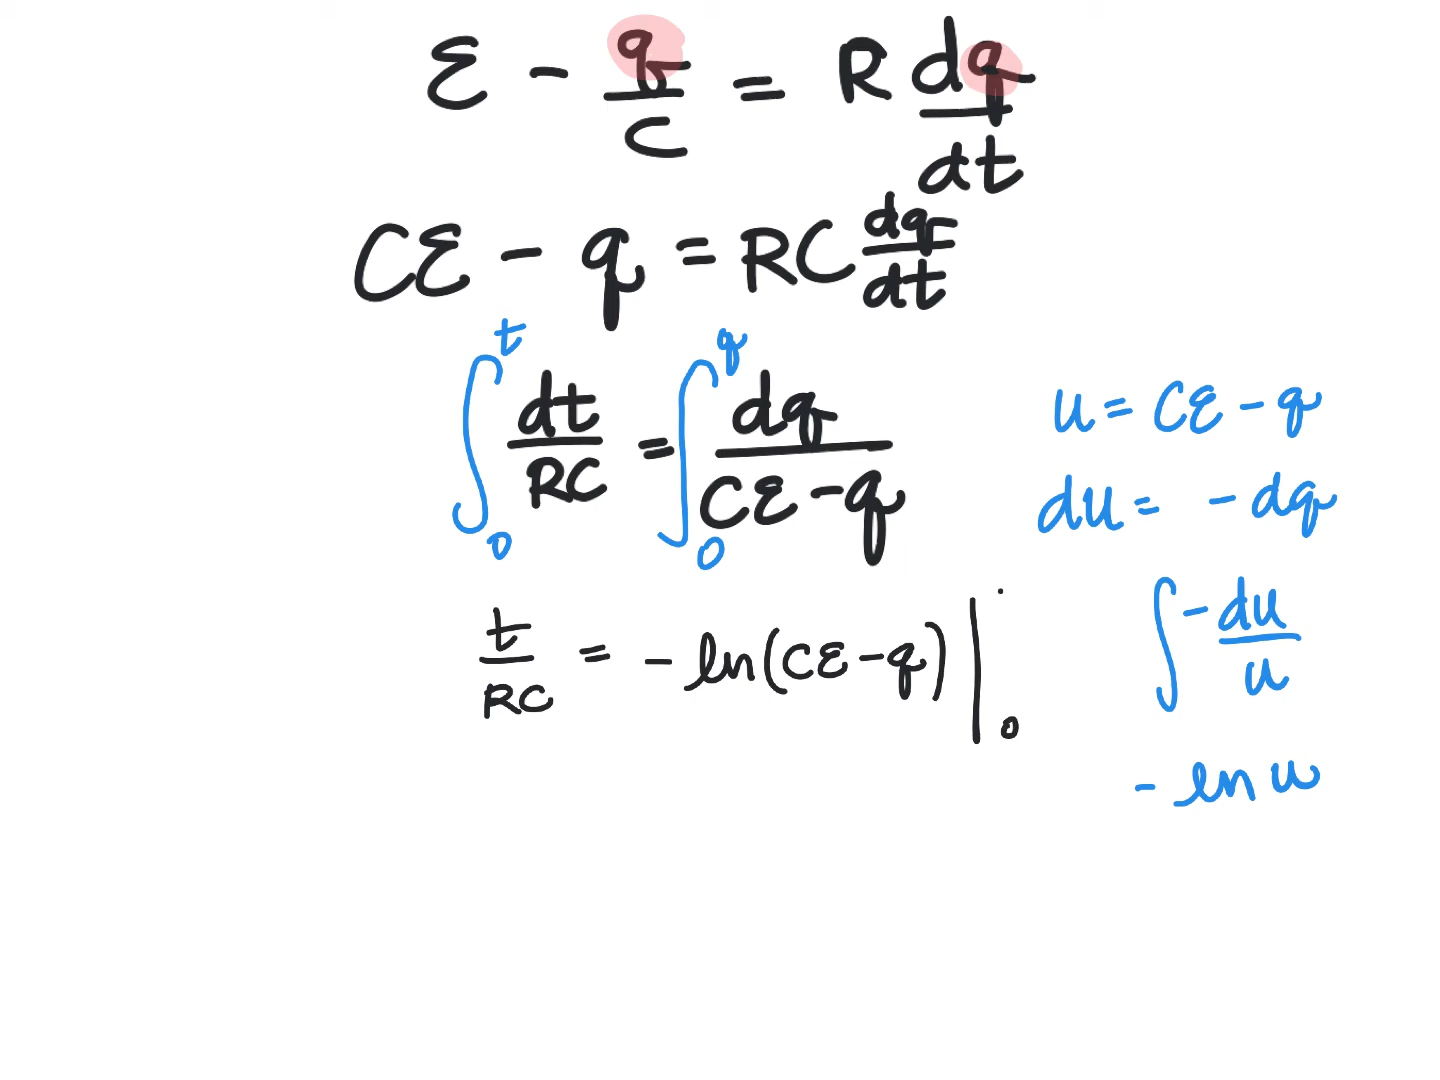 ε - q/C = R dq/dt
Cε - q = RC dq/dt
∫₀ᵗ dt/RC = ∫₀^q dq/(Cε - q)
t/RC = - ln(Cε - q) |₀
u = Cε - q
du = - dq
∫ - du/u
- ln u